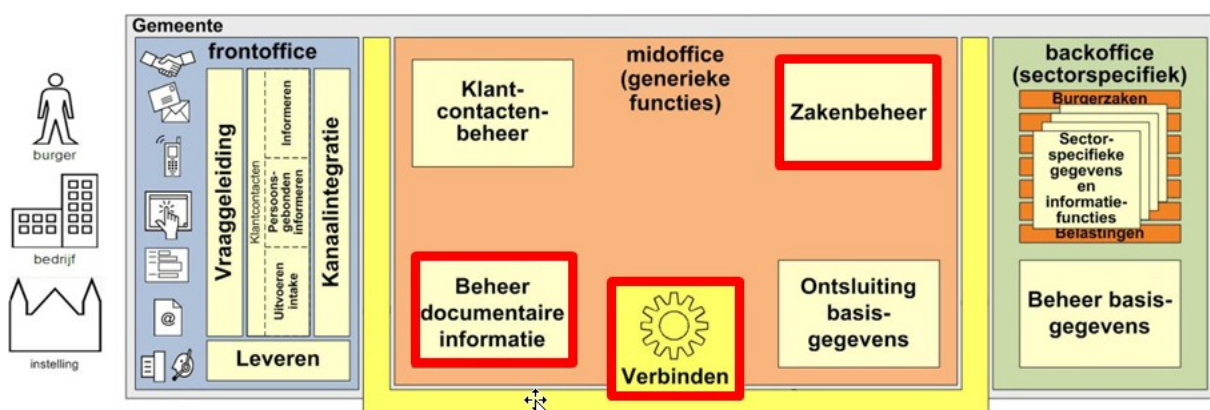 Gemeente
burger
bedrijf
instelling
frontoffice
@
Vraaggeleiding
Klantcontacten
Informeren
Persoons-
gebonden
informeren
Uitvoeren
intake
Kanaalintegratie
Leveren
midoffice
(generieke
functies)
Klant-
contacten-
beheer
Zakenbeheer
Beheer
documentaire
informatie
Verbinden
Ontsluiting
basis-
gegevens
backoffice
(sectorspecifiek)
Burgerzaken
Sector-
specifieke
gegevens
en
informatie-
functies
Belastingen
Beheer basis-
gegevens